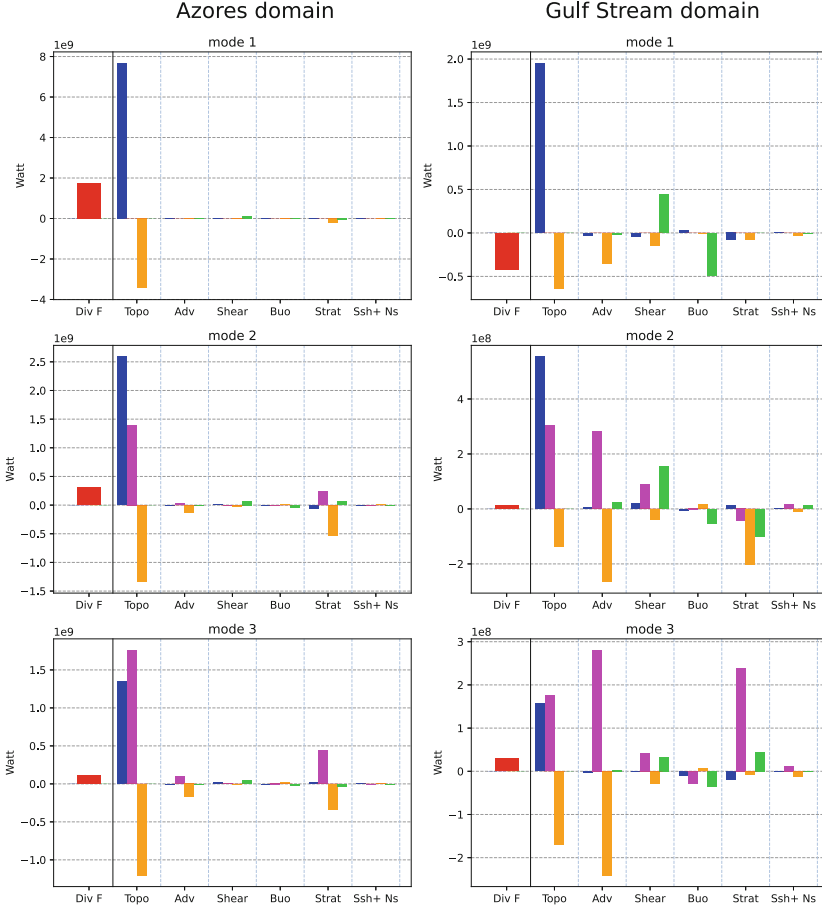 Azores domain
Gulf Stream domain
mode 1
1e9
8
6
4
2
0
−2
−4
Watt
Div F Topo Adv Shear Buo Strat Ssh+ Ns
mode 1
1e9
2.0
1.5
1.0
0.5
0.0
−0.5
Watt
Div F Topo Adv Shear Buo Strat Ssh+ Ns
mode 2
1e9
2.5
2.0
1.5
1.0
0.5
0.0
−0.5
−1.0
−1.5
Watt
Div F Topo Adv Shear Buo Strat Ssh+ Ns
mode 2
1e8
4
2
0
−2
Watt
Div F Topo Adv Shear Buo Strat Ssh+ Ns
mode 3
1e9
1.5
1.0
0.5
0.0
−0.5
−1.0
Watt
Div F Topo Adv Shear Buo Strat Ssh+ Ns
mode 3
1e8
3
2
1
0
−1
−2
Watt
Div F Topo Adv Shear Buo Strat Ssh+ Ns